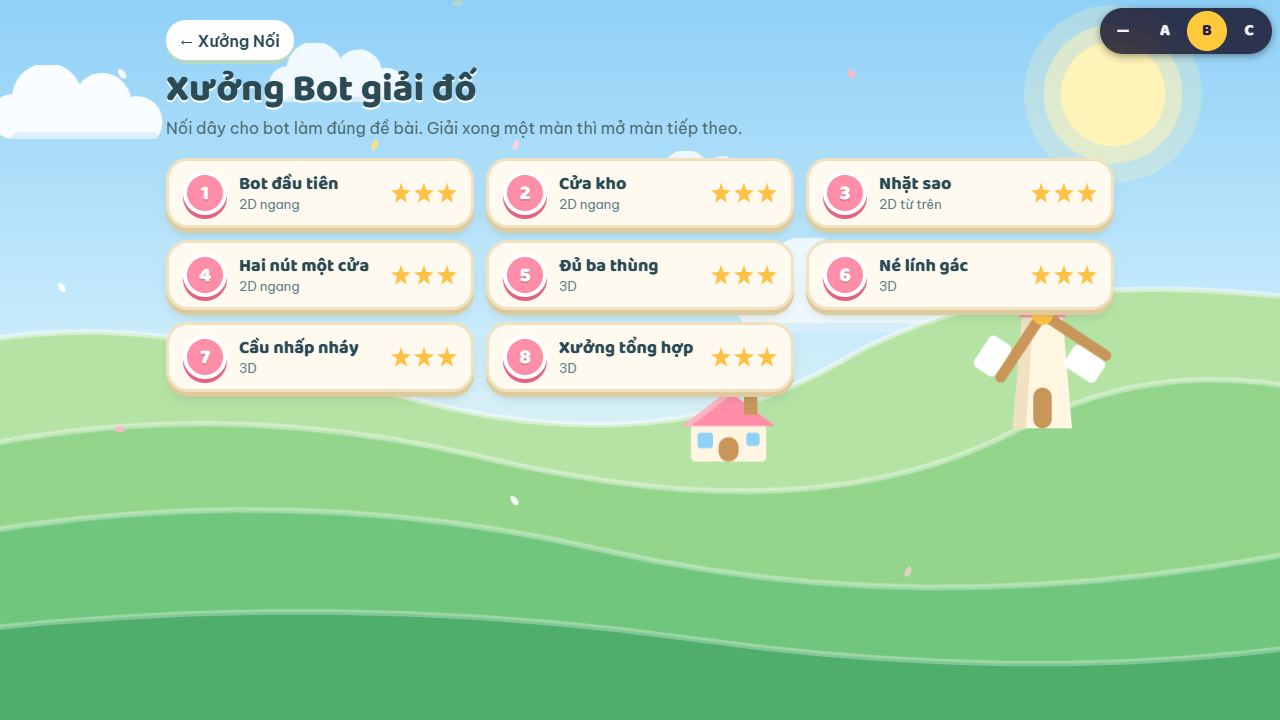 ← Xưởng Nối
— A B C
Xưởng Bot giải đố
Nối dây cho bot làm đúng đề bài. Giải xong một màn thì mở màn tiếp theo.
1 Bot đầu tiên
2D ngang
2 Cửa kho
2D ngang
3 Nhặt sao
2D từ trên
4 Hai nút một cửa
2D ngang
5 Đủ ba thùng
3D
6 Né lính gác
3D
7 Cầu nhấp nháy
3D
8 Xưởng tổng hợp
3D